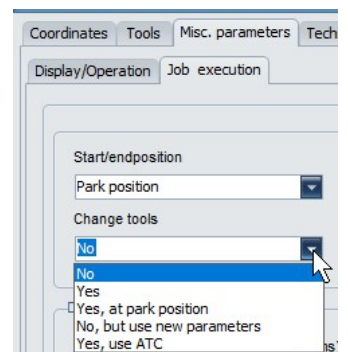 Coordinates Tools Misc. parameters Tech
Display/Operation Job execution
Start/endposition
Park position
Change tools
No
No
Yes
Yes, at park position
No, but use new parameters
Yes, use ATC